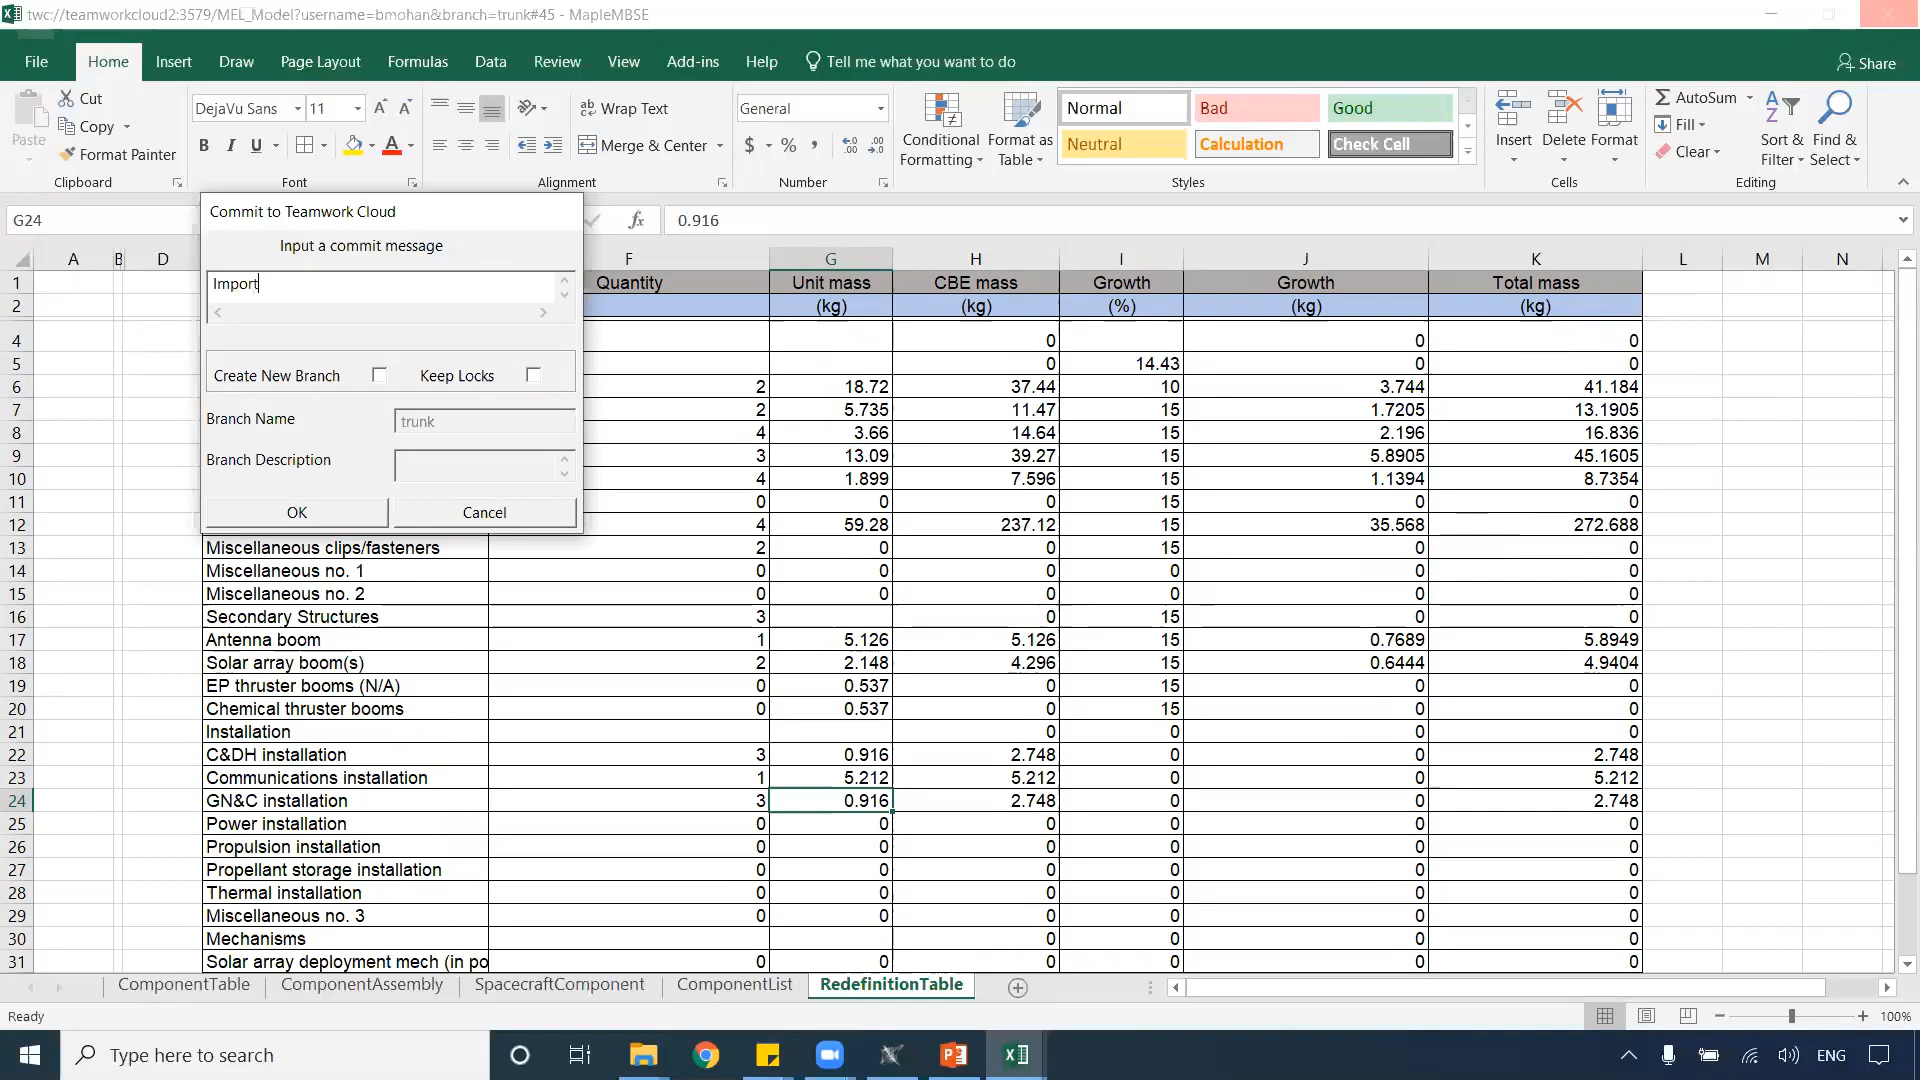 twc://teamworkcloud2:3579/MEL_Model?username=bmohan&branch=trunk#45 - MapleMBSE
File Home Insert Draw Page Layout Formulas Data Review View Add-ins Help Tell me what you want to do Share
Paste Cut Copy Format Painter
DejaVu Sans 11 Wrap Text General
B I U Merge & Center $ % ,
Conditional Formatting Format as Table
Normal Bad Good
Neutral Calculation Check Cell
Insert Delete Format
AutoSum Fill Clear
Sort & Filter Find & Select
Clipboard Font Alignment Number Styles Cells Editing
G24 fx 0.916
Commit to Teamwork Cloud
Input a commit message
Import
Create New Branch Keep Locks
Branch Name trunk
Branch Description
OK Cancel
A B D F G H I J K L M N
1 Quantity Unit mass CBE mass Growth Growth Total mass
2 (kg) (kg) (%) (kg) (kg)
4 0 0 0
5 0 14.43 0 0
6 2 18.72 37.44 10 3.744 41.184
7 2 5.735 11.47 15 1.7205 13.1905
8 4 3.66 14.64 15 2.196 16.836
9 3 13.09 39.27 15 5.8905 45.1605
10 4 1.899 7.596 15 1.1394 8.7354
11 0 0 0 15 0 0
12 4 59.28 237.12 15 35.568 272.688
13 Miscellaneous clips/fasteners 2 0 0 15 0 0
14 Miscellaneous no. 1 0 0 0 15 0 0
15 Miscellaneous no. 2 0 0 0 15 0 0
16 Secondary Structures 3 0 15 0 0
17 Antenna boom 1 5.126 5.126 15 0.7689 5.8949
18 Solar array boom(s) 2 2.148 4.296 15 0.6444 4.9404
19 EP thruster booms (N/A) 0 0.537 0 15 0 0
20 Chemical thruster booms 0 0.537 0 15 0 0
21 Installation 0 0 0 0
22 C&DH installation 3 0.916 2.748 0 0 2.748
23 Communications installation 1 5.212 5.212 0 0 5.212
24 GN&C installation 3 0.916 2.748 0 0 2.748
25 Power installation 0 0 0 0 0 0
26 Propulsion installation 0 0 0 0 0 0
27 Propellant storage installation 0 0 0 0 0 0
28 Thermal installation 0 0 0 0 0 0
29 Miscellaneous no. 3 0 0 0 0 0 0
30 Mechanisms 0 0 0 0
31 Solar array deployment mech (in po 0 0 0 0 0 0
ComponentTable ComponentAssembly SpacecraftComponent ComponentList RedefinitionTable
Ready 100%
Type here to search ENG